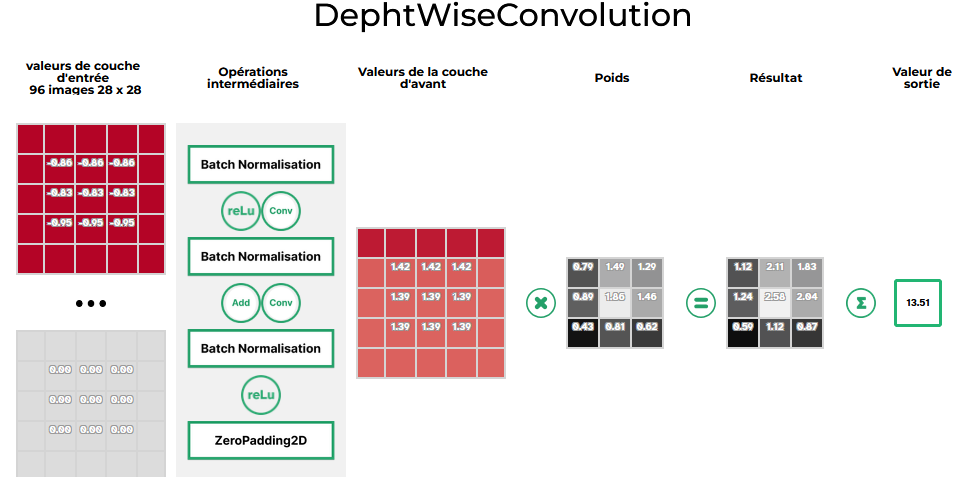 DephtWiseConvolution
valeurs de couche
d'entrée
96 images 28 x 28
Opérations
intermédiaires
Valeurs de la couche
d'avant
Poids
Résultat
Valeur de
sortie
-0.86 -0.86 -0.86
-0.83 -0.83 -0.83
-0.95 -0.95 -0.95
0.00 0.00 0.00
0.00 0.00 0.00
0.00 0.00 0.00
Batch Normalisation
reLu Conv
Batch Normalisation
Add Conv
Batch Normalisation
reLu
ZeroPadding2D
1.42 1.42 1.42
1.39 1.39 1.39
1.39 1.39 1.39
×
0.79 1.49 1.29
0.89 1.86 1.46
0.43 0.81 0.62
=
1.12 2.11 1.83
1.24 2.58 2.04
0.59 1.12 0.87
Σ
13.51